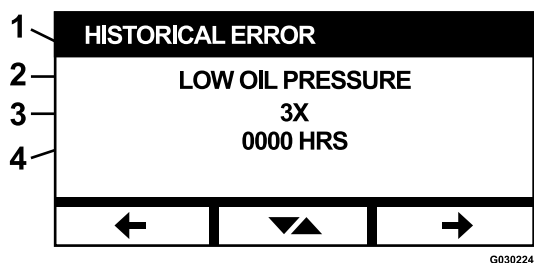 1 HISTORICAL ERROR
2 LOW OIL PRESSURE
3 3X
4 0000 HRS
G030224